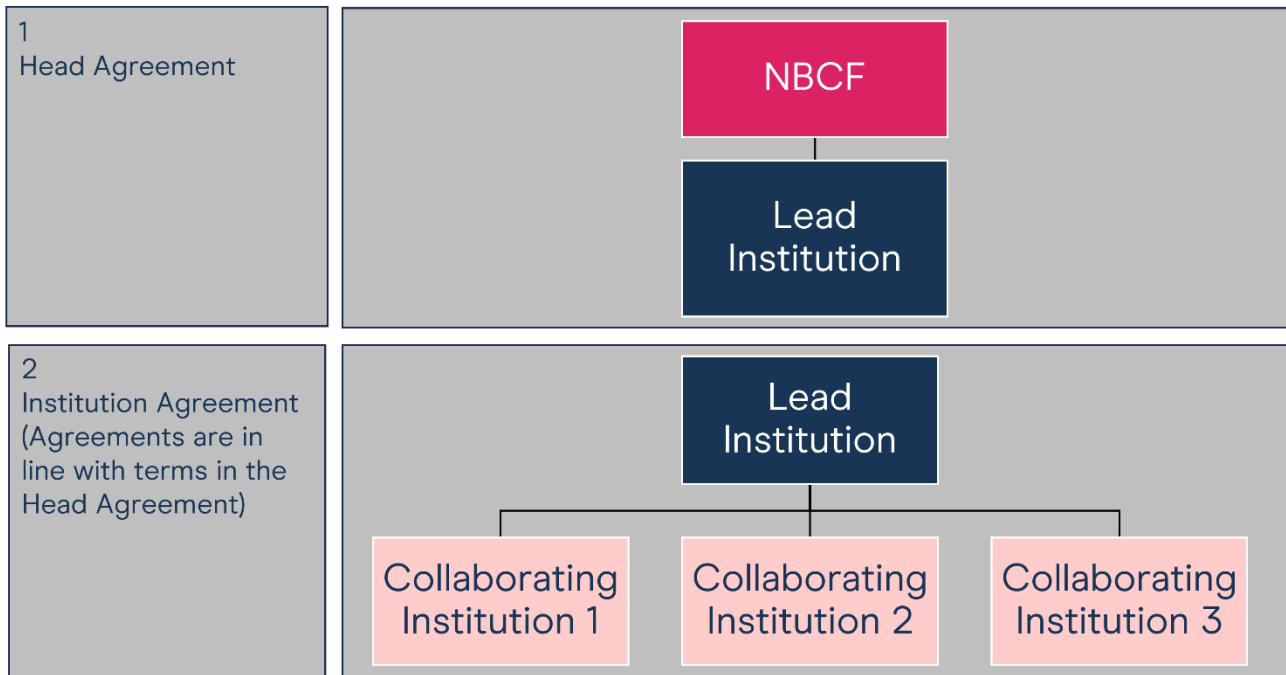 1
Head Agreement
NBCF
Lead
Institution
2
Institution Agreement
(Agreements are in
line with terms in the
Head Agreement)
Lead
Institution
Collaborating
Institution 1
Collaborating
Institution 2
Collaborating
Institution 3